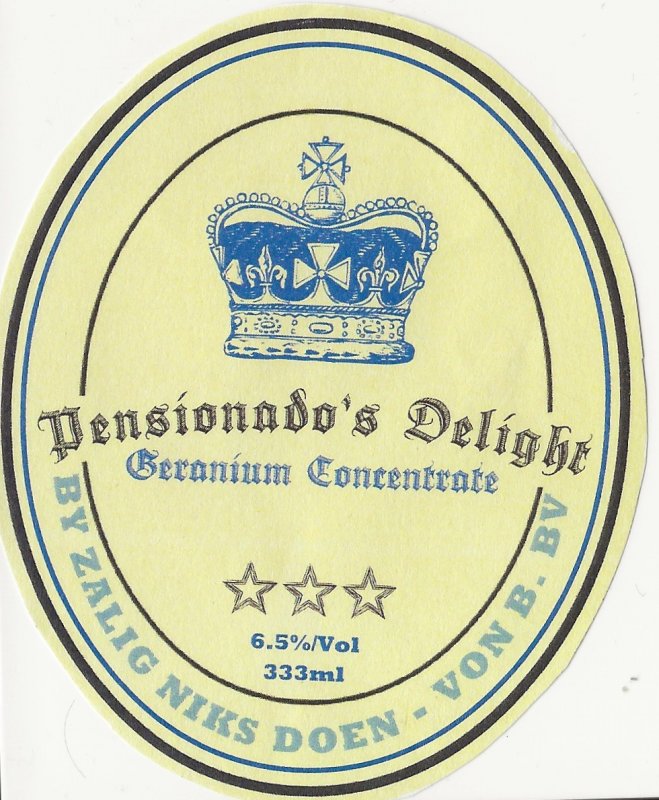 Pensionado's Delight
Geranium Concentrate
6.5%/Vol
333ml
BY ZALIG NIKS DOEN - VON B. BV